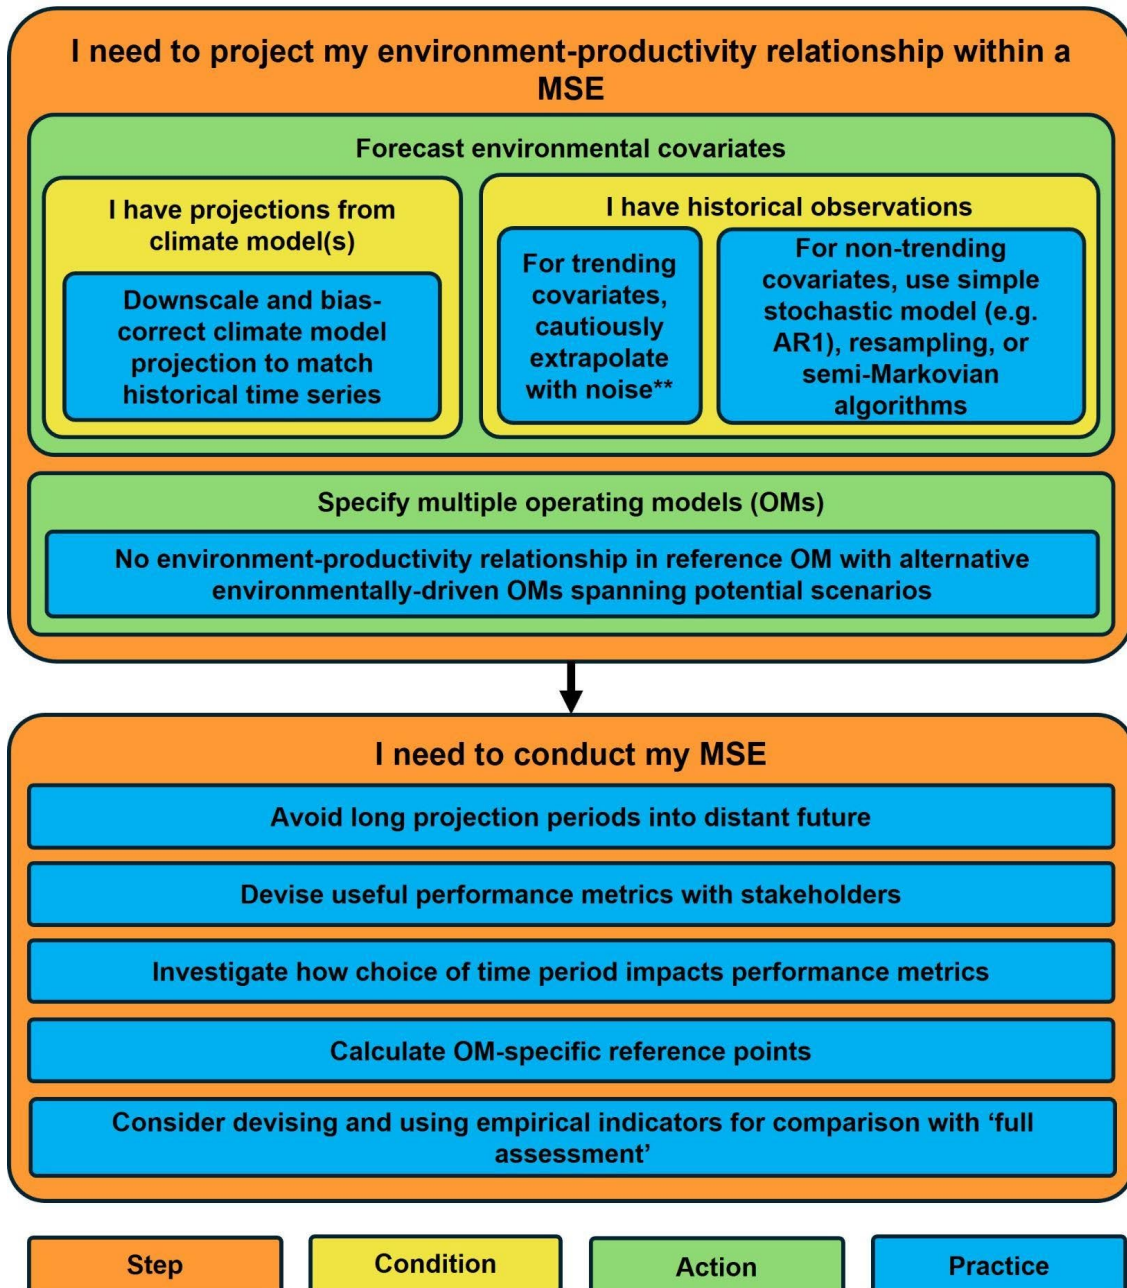 I need to project my environment-productivity relationship within a
MSE
Forecast environmental covariates
I have projections from
climate model(s)
Downscale and bias-
correct climate model
projection to match
historical time series
I have historical observations
For trending
covariates,
cautiously
extrapolate
with noise**
For non-trending
covariates, use simple
stochastic model (e.g.
AR1), resampling, or
semi-Markovian
algorithms
Specify multiple operating models (OMs)
No environment-productivity relationship in reference OM with alternative
environmentally-driven OMs spanning potential scenarios
I need to conduct my MSE
Avoid long projection periods into distant future
Devise useful performance metrics with stakeholders
Investigate how choice of time period impacts performance metrics
Calculate OM-specific reference points
Consider devising and using empirical indicators for comparison with ‘full
assessment’
Step
Condition
Action
Practice